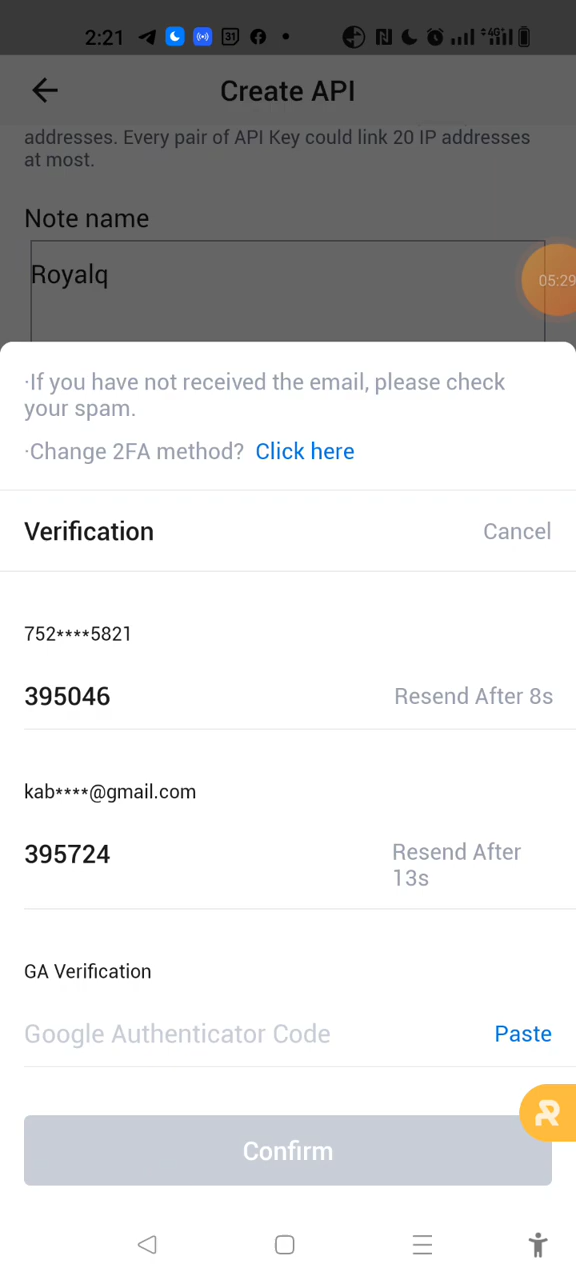 2:21
31
4G
Create API
addresses. Every pair of API Key could link 20 IP addresses
at most.
Note name
Royalq
05:29
·If you have not received the email, please check
your spam.
·Change 2FA method? Click here
Verification
Cancel
752****5821
395046
Resend After 8s
kab****@gmail.com
395724
Resend After
13s
GA Verification
Google Authenticator Code
Paste
Confirm